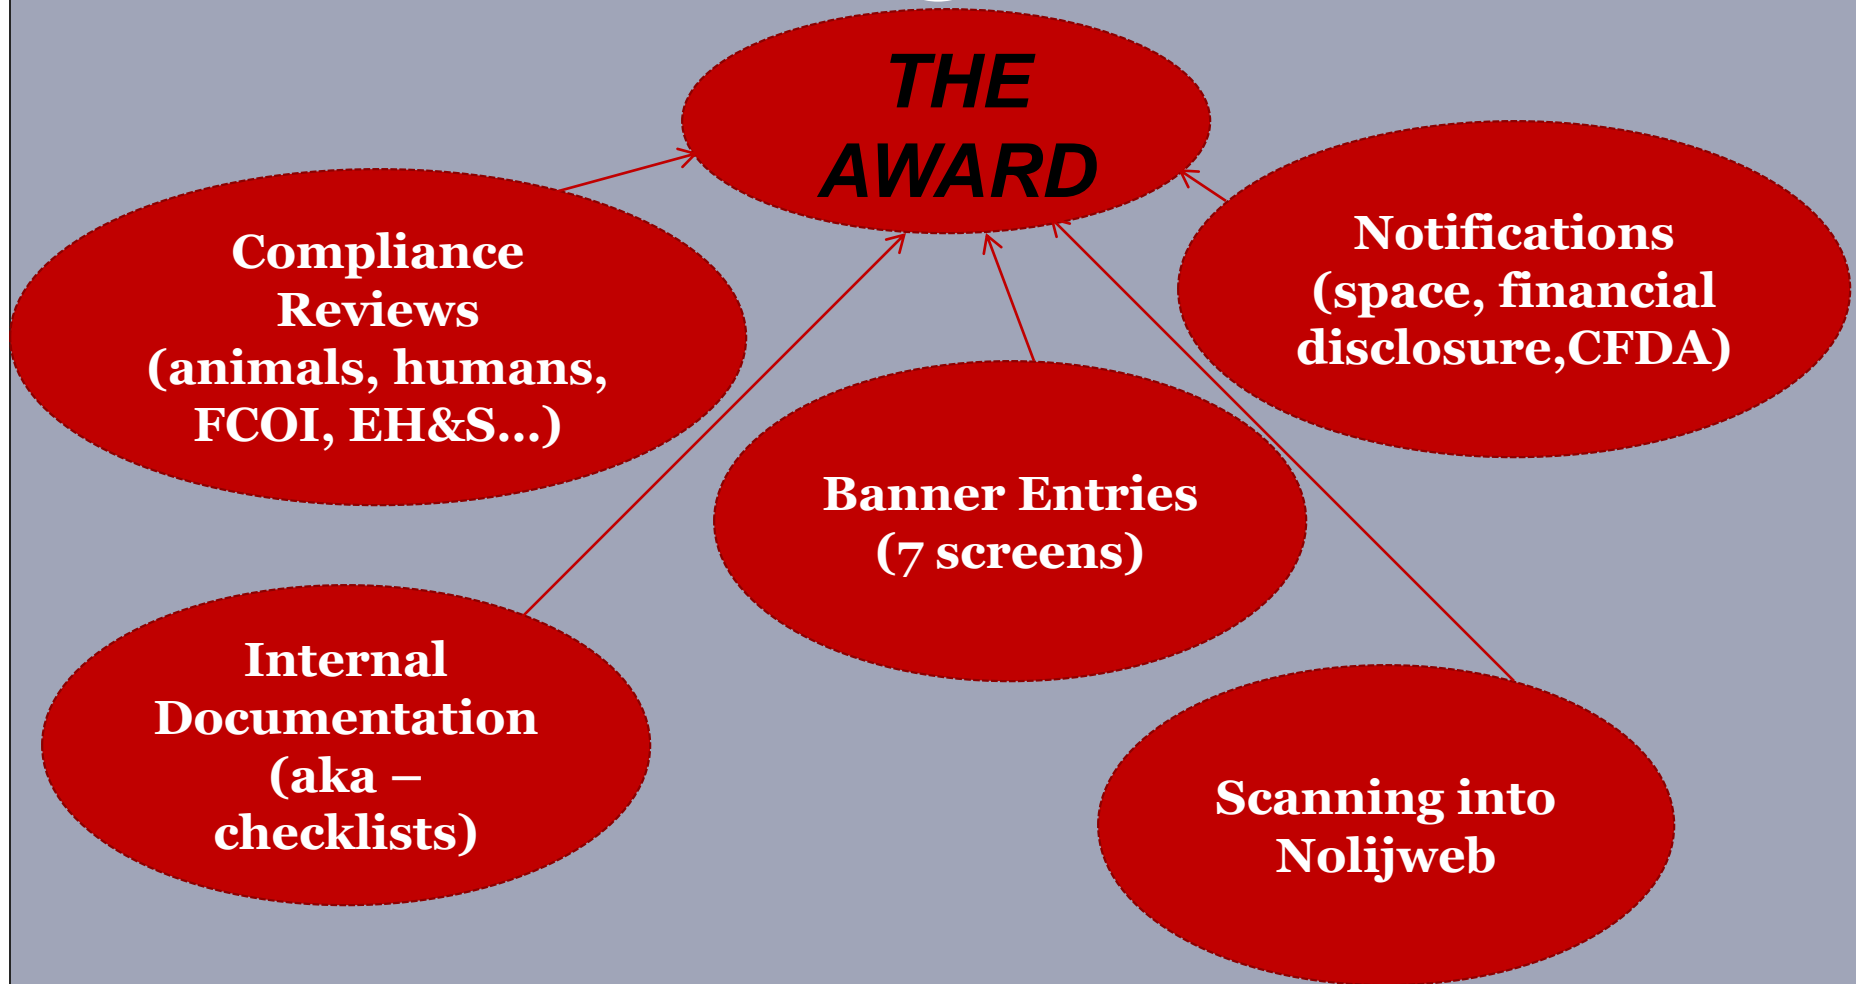 THE
AWARD
Compliance
Reviews
(animals, humans,
FCOI, EH&S...)
Notifications
(space, financial
disclosure,CFDA)
Banner Entries
(7 screens)
Internal
Documentation
(aka –
checklists)
Scanning into
Nolijweb